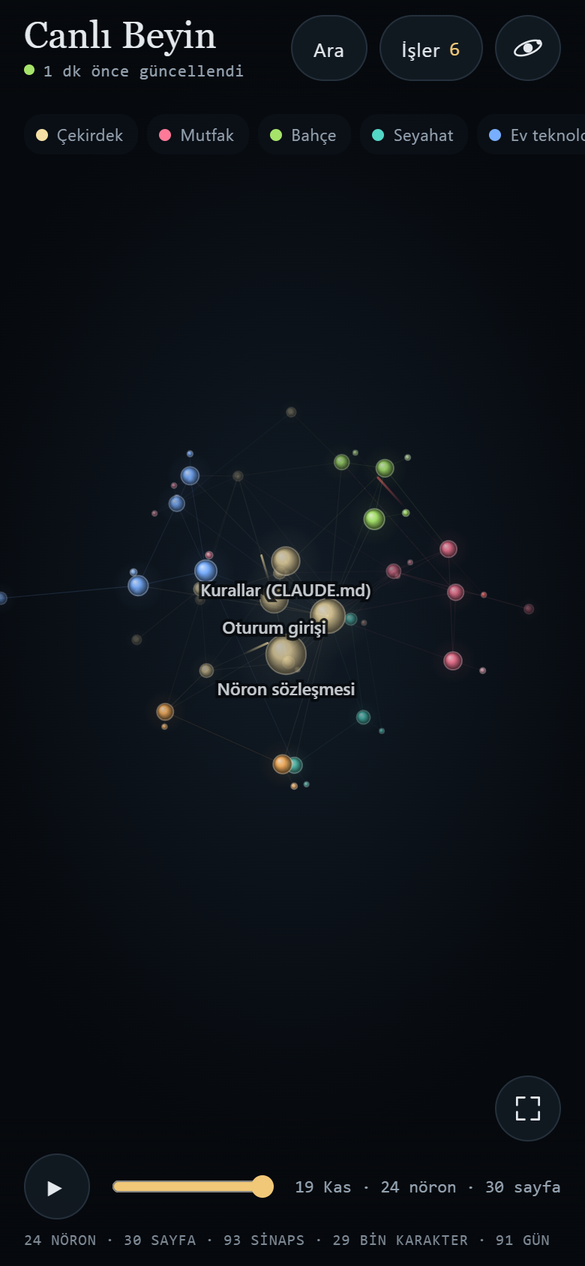 Canlı Beyin
1 dk önce güncellendi
Ara
İşler 6
Çekirdek
Mutfak
Bahçe
Seyahat
Ev teknolo
Kurallar (CLAUDE.md)
Oturum girişi
Nöron sözleşmesi
19 Kas · 24 nöron · 30 sayfa
24 NÖRON · 30 SAYFA · 93 SİNAPS · 29 BİN KARAKTER · 91 GÜN